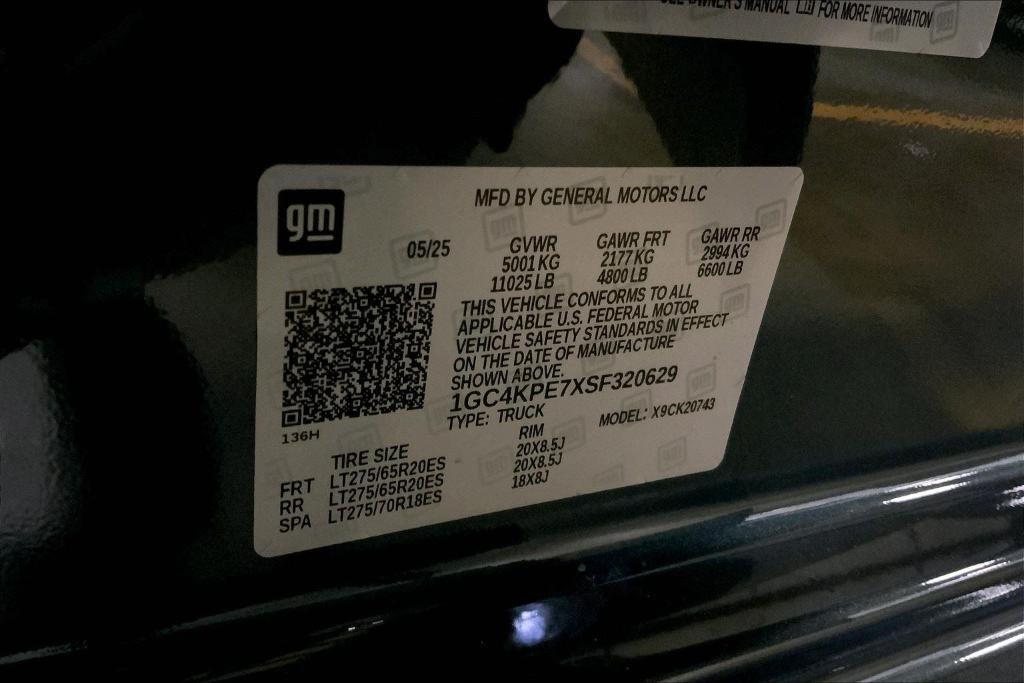 OWNER'S MANUAL FOR MORE INFORMATION
gm
MFD BY GENERAL MOTORS LLC
05/25
GVWR GAWR FRT GAWR RR
5001 KG 2177 KG 2994 KG
11025 LB 4800 LB 6600 LB
THIS VEHICLE CONFORMS TO ALL
APPLICABLE U.S. FEDERAL MOTOR
VEHICLE SAFETY STANDARDS IN EFFECT
ON THE DATE OF MANUFACTURE
SHOWN ABOVE.
1GC4KPE7XSF320629
TYPE: TRUCK MODEL: X9CK20743
136H
TIRE SIZE RIM
FRT LT275/65R20ES 20X8.5J
RR LT275/65R20ES 20X8.5J
SPA LT275/70R18ES 18X8J